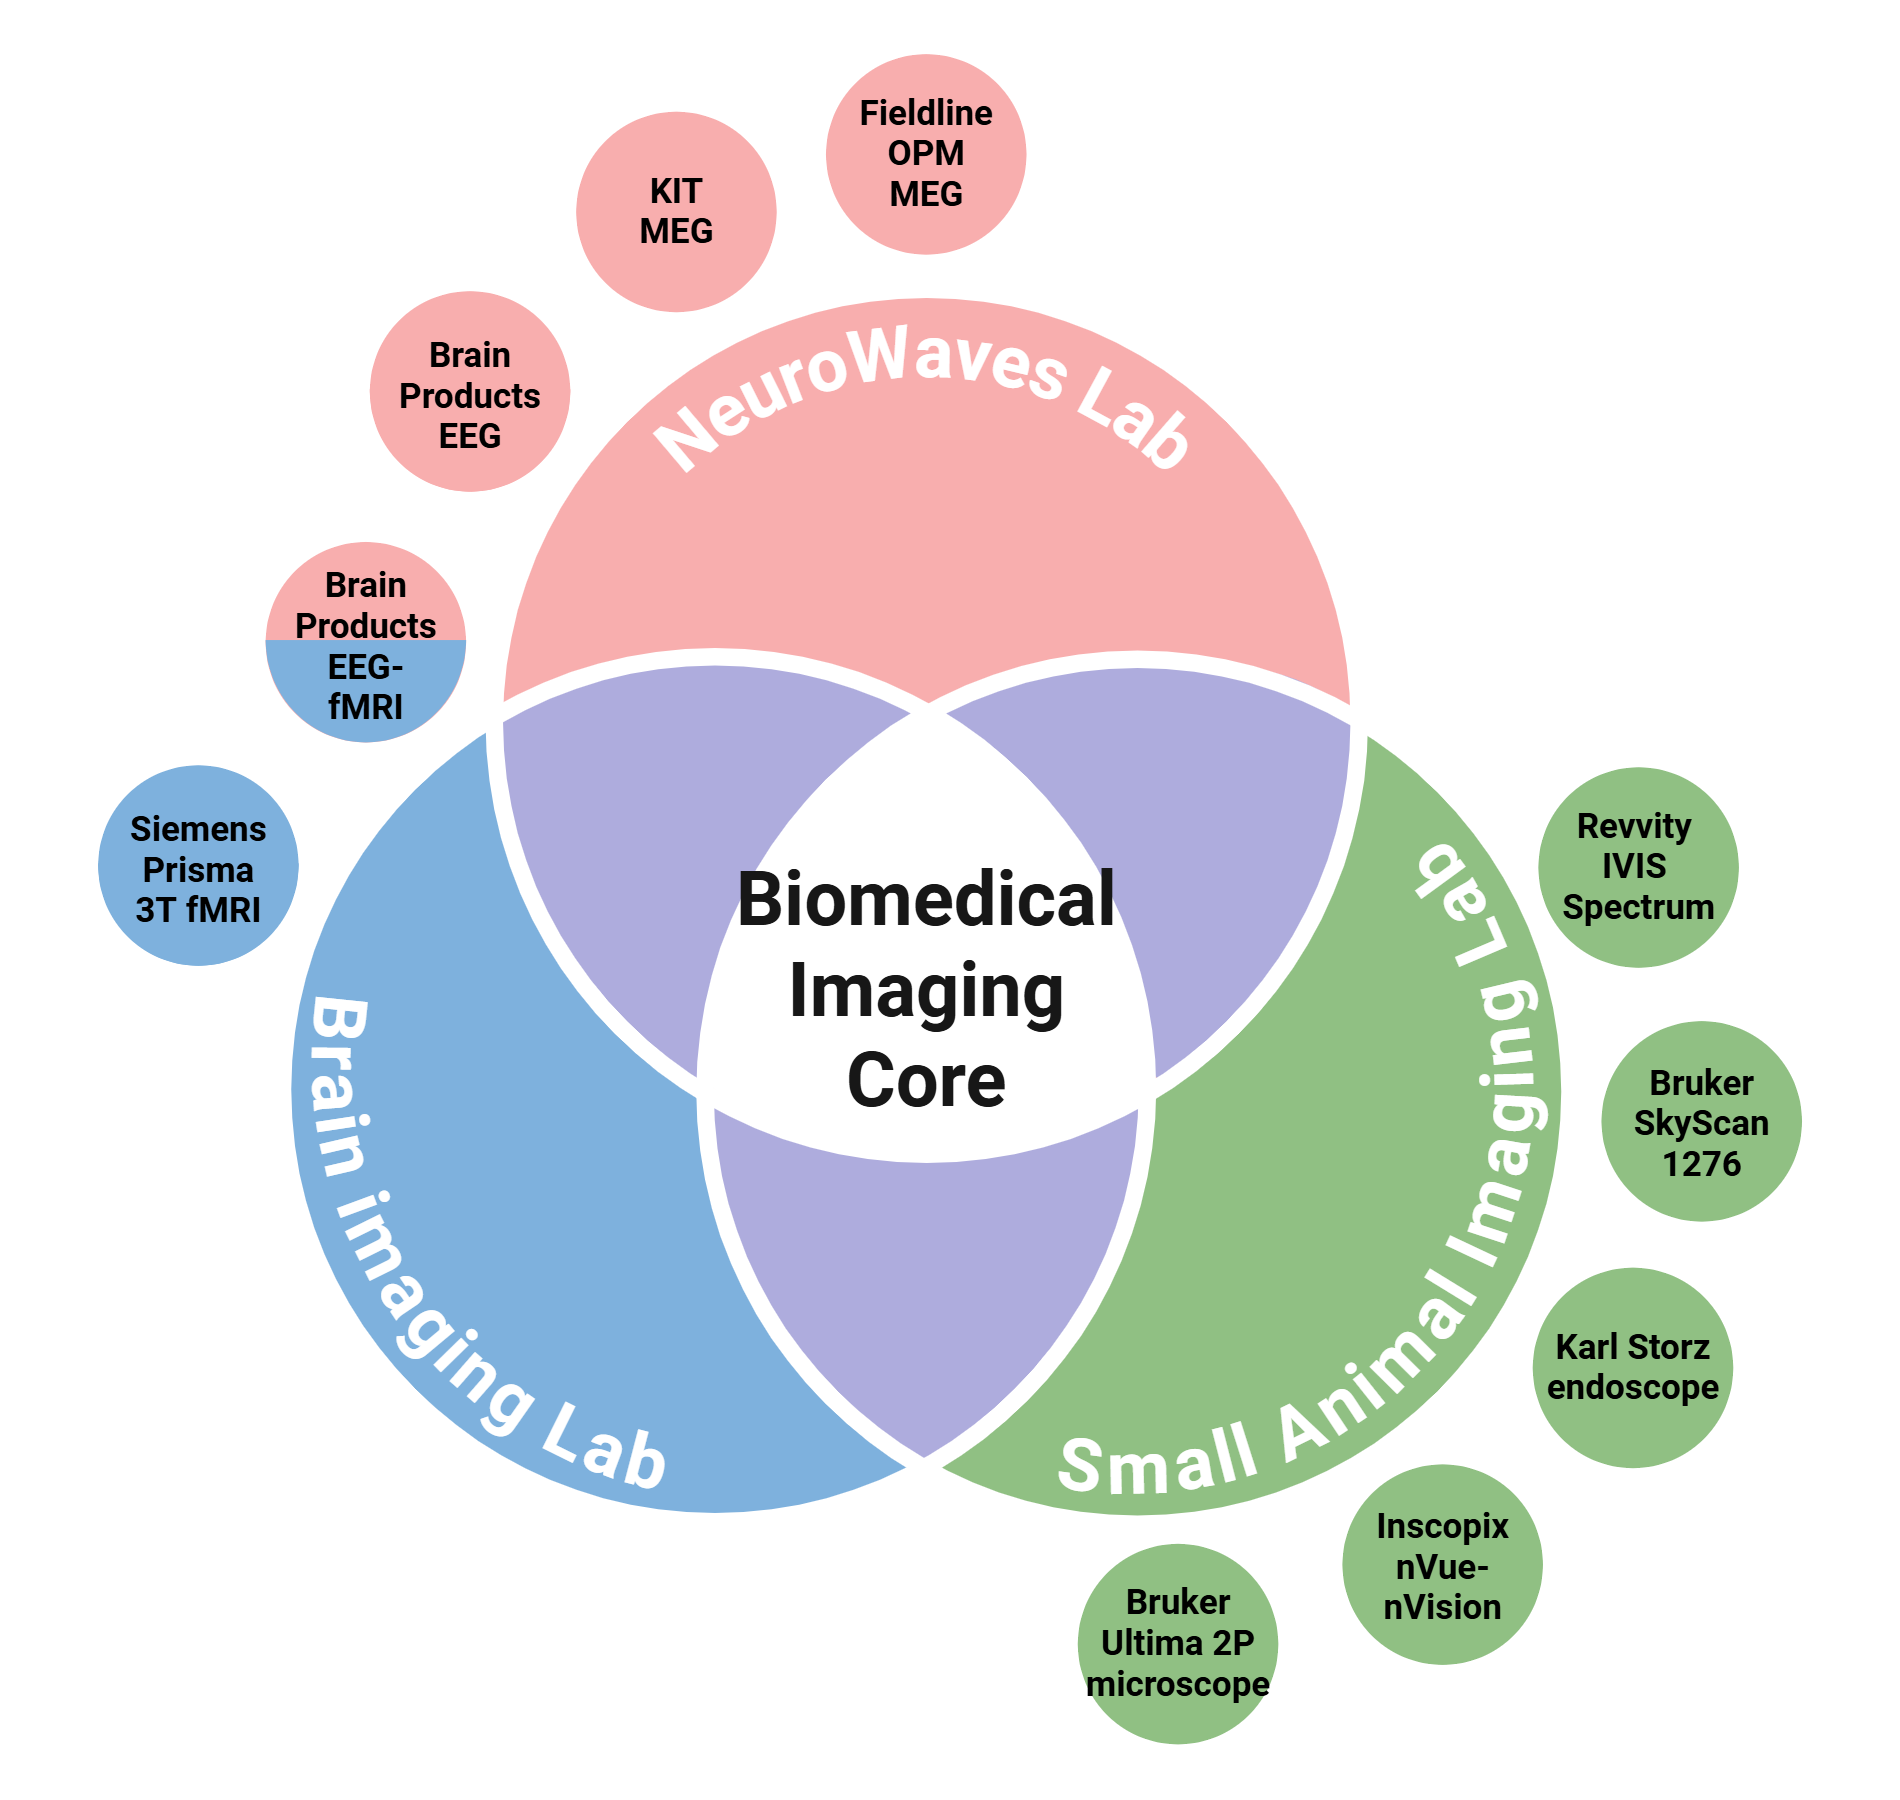 Fieldline
OPM
MEG
KIT
MEG
Brain
Products
EEG
Brain
Products
EEG-
fMRI
Siemens
Prisma
3T fMRI
NeuroWaves Lab
Biomedical
Imaging
Core
Brain imaging Lab
Small Animal Imaging Lab
Revvity
IVIS
Spectrum
Bruker
SkyScan
1276
Karl Storz
endoscope
Inscopix
nVue-
nVision
Bruker
Ultima 2P
microscope